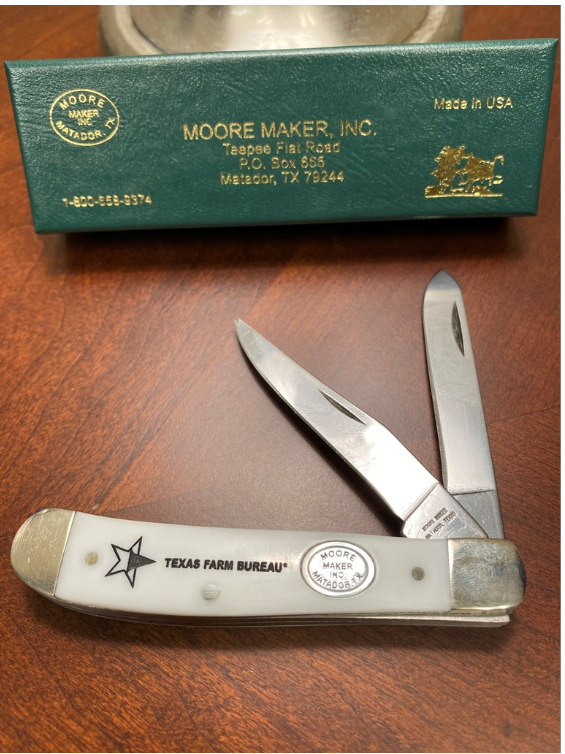 MOORE
MAKER
INC.
MATADOR, TX
Made in USA
MOORE MAKER, INC.
Teepee Flat Road
P.O. Box 685
Matador, TX 79244
TEXAS FARM BUREAU®
MOORE
MAKER
INC.
MATADOR, TX